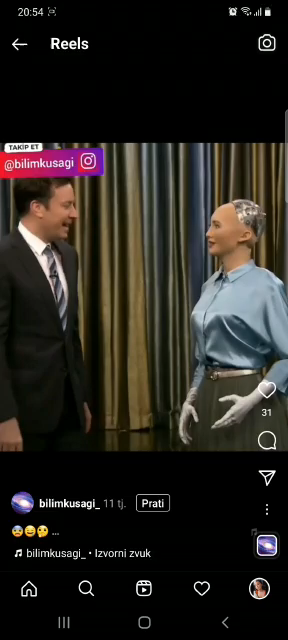 20:54
Reels
TAKİP ET
@bilimkusagi
31
bilimkusagi_ 11 tj. Prati
😰😄🤔 ...
♬ bilimkusagi_ • Izvorni zvuk